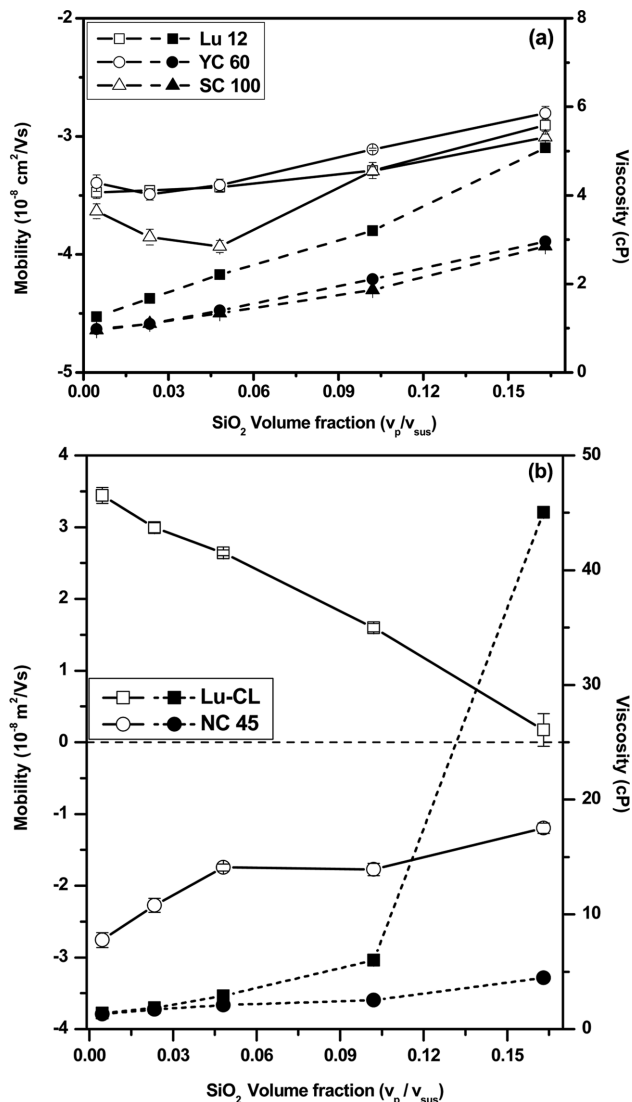 (a)
Lu 12
YC 60
SC 100
-2
-3
-4
-5
Mobility (10⁻⁸ cm²/Vs)
8
6
4
2
0
Viscosity (cP)
0.00 0.03 0.06 0.09 0.12 0.15
SiO₂ Volume fraction (vₚ/vₛᵤₛ)
(b)
4
3
2
1
0
-1
-2
-3
-4
Mobility (10⁻⁸ m²/Vs)
Lu-CL
NC 45
50
40
30
20
10
0
Viscosity (cP)
0.00 0.03 0.06 0.09 0.12 0.15
SiO₂ Volume fraction (vₚ / vₛᵤₛ)